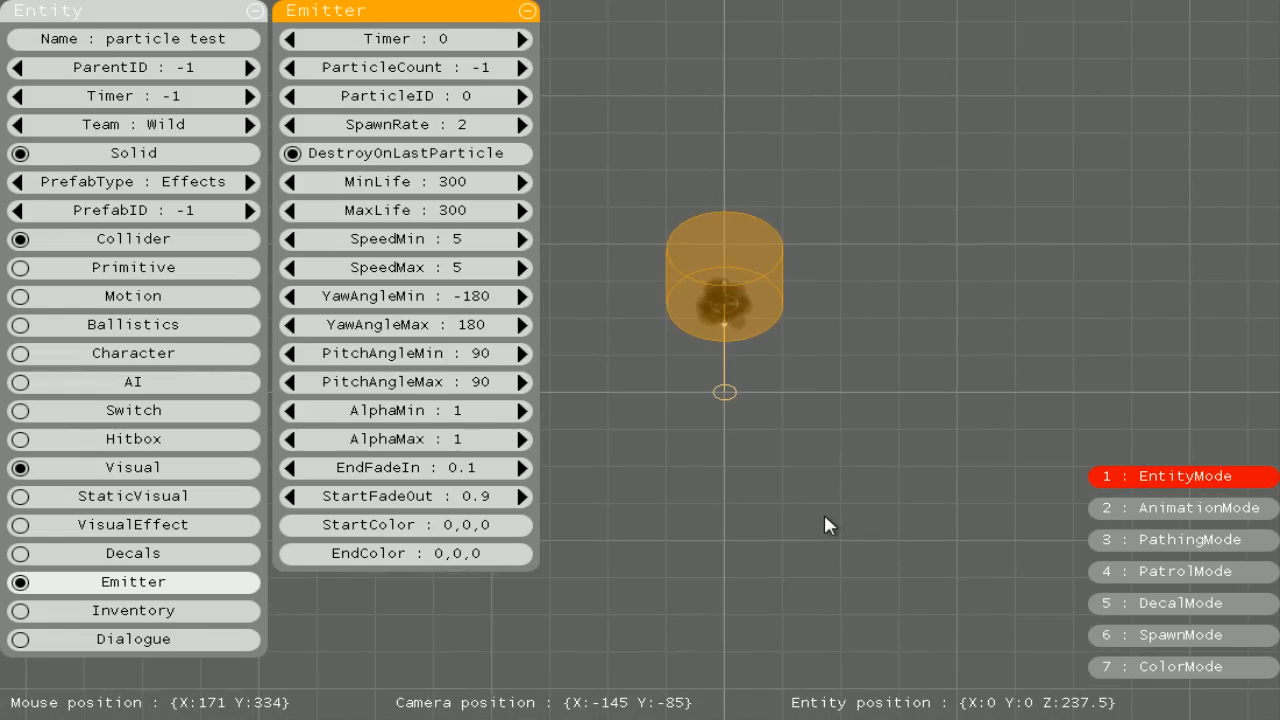 Entity
Name : particle test
ParentID : -1
Timer : -1
Team : Wild
Solid
PrefabType : Effects
PrefabID : -1
Collider
Primitive
Motion
Ballistics
Character
AI
Switch
Hitbox
Visual
StaticVisual
VisualEffect
Decals
Emitter
Inventory
Dialogue
Emitter
Timer : 0
ParticleCount : -1
ParticleID : 0
SpawnRate : 2
DestroyOnLastParticle
MinLife : 300
MaxLife : 300
SpeedMin : 5
SpeedMax : 5
YawAngleMin : -180
YawAngleMax : 180
PitchAngleMin : 90
PitchAngleMax : 90
AlphaMin : 1
AlphaMax : 1
EndFadeIn : 0.1
StartFadeOut : 0.9
StartColor : 0,0,0
EndColor : 0,0,0
1 : EntityMode
2 : AnimationMode
3 : PathingMode
4 : PatrolMode
5 : DecalMode
6 : SpawnMode
7 : ColorMode
Mouse position : {X:171 Y:334}
Camera position : {X:-145 Y:-85}
Entity position : {X:0 Y:0 Z:237.5}